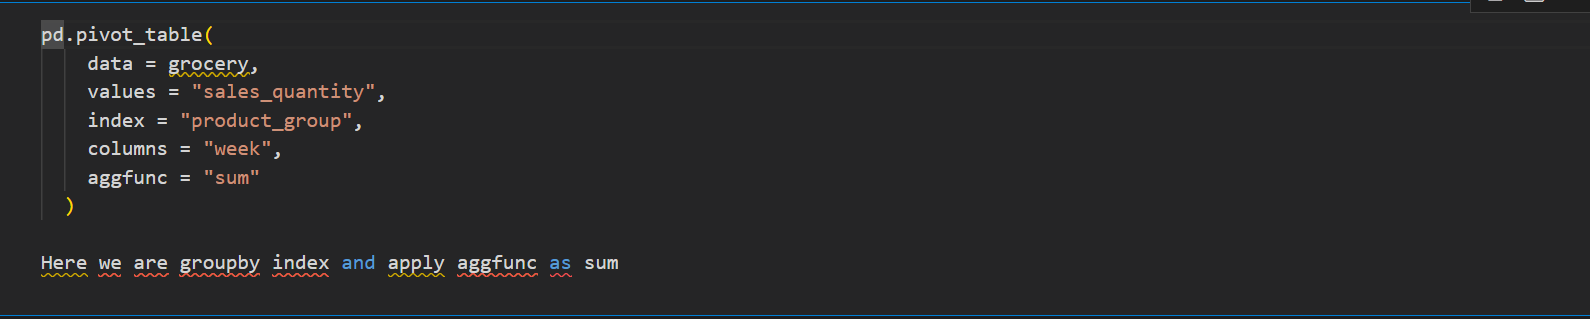 pd.pivot_table(
data = grocery,
values = "sales_quantity",
index = "product_group",
columns = "week",
aggfunc = "sum"
)
Here we are groupby index and apply aggfunc as sum